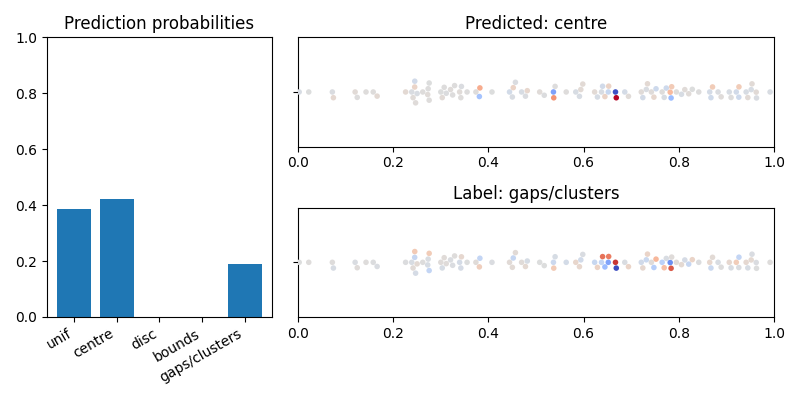 Prediction probabilities
1.0
0.8
0.6
0.4
0.2
0.0
unif
centre
disc
bounds
gaps/clusters
Predicted: centre
0.0 0.2 0.4 0.6 0.8 1.0
Label: gaps/clusters
0.0 0.2 0.4 0.6 0.8 1.0